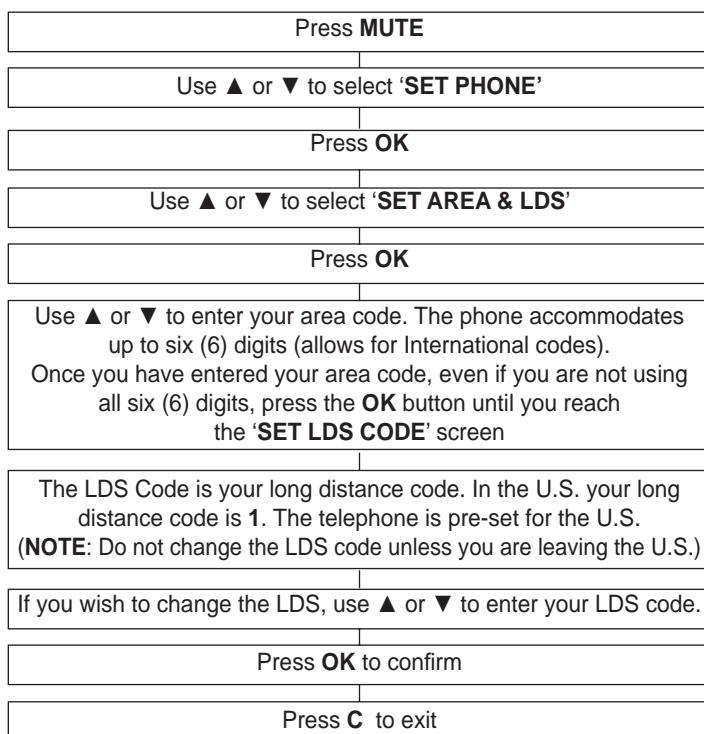 Press MUTE
Use ▲ or ▼ to select ‘SET PHONE’
Press OK
Use ▲ or ▼ to select ‘SET AREA & LDS’
Press OK
Use ▲ or ▼ to enter your area code. The phone accommodates
up to six (6) digits (allows for International codes).
Once you have entered your area code, even if you are not using
all six (6) digits, press the OK button until you reach
the ‘SET LDS CODE’ screen
The LDS Code is your long distance code. In the U.S. your long
distance code is 1. The telephone is pre-set for the U.S.
(NOTE: Do not change the LDS code unless you are leaving the U.S.)
If you wish to change the LDS, use ▲ or ▼ to enter your LDS code.
Press OK to confirm
Press C to exit